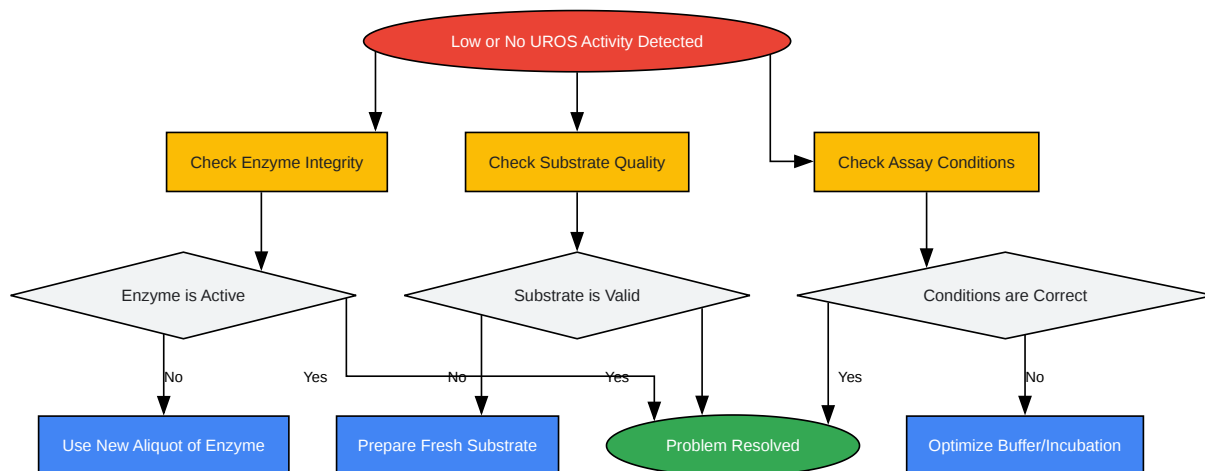 Low or No UROS Activity Detected
Check Enzyme Integrity
Check Substrate Quality
Check Assay Conditions
Enzyme is Active
Substrate is Valid
Conditions are Correct
No
Yes
No
Yes
Yes
No
Use New Aliquot of Enzyme
Prepare Fresh Substrate
Problem Resolved
Optimize Buffer/Incubation